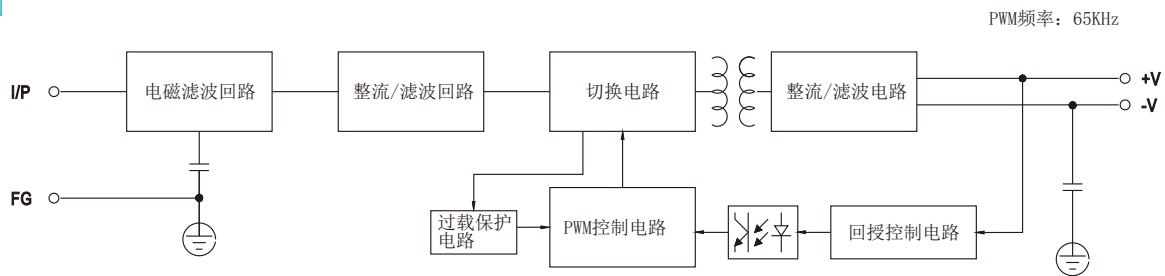 PWM频率：65KHz
I/P
电磁滤波回路
整流/滤波回路
切换电路
整流/滤波电路
+V
-V
FG
过载保护
电路
PWM控制电路
回授控制电路